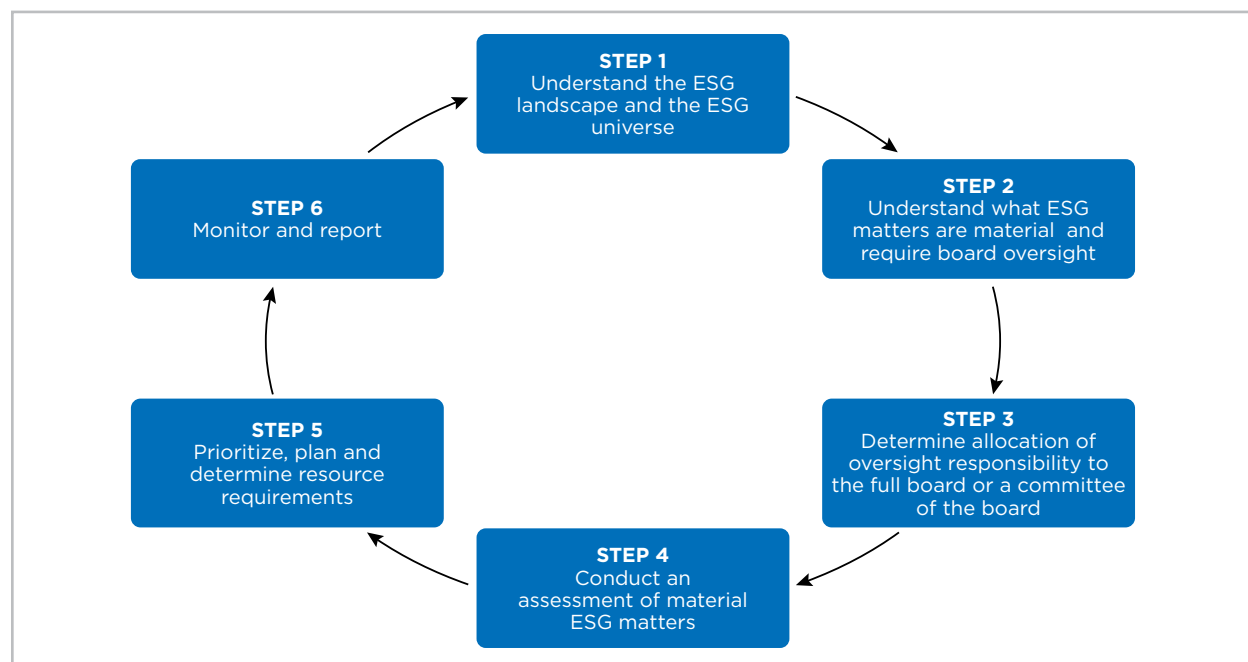 STEP 1
Understand the ESG
landscape and the ESG
universe
STEP 2
Understand what ESG
matters are material and
require board oversight
STEP 3
Determine allocation of
oversight responsibility to
the full board or a committee
of the board
STEP 4
Conduct an
assessment of material
ESG matters
STEP 5
Prioritize, plan and
determine resource
requirements
STEP 6
Monitor and report